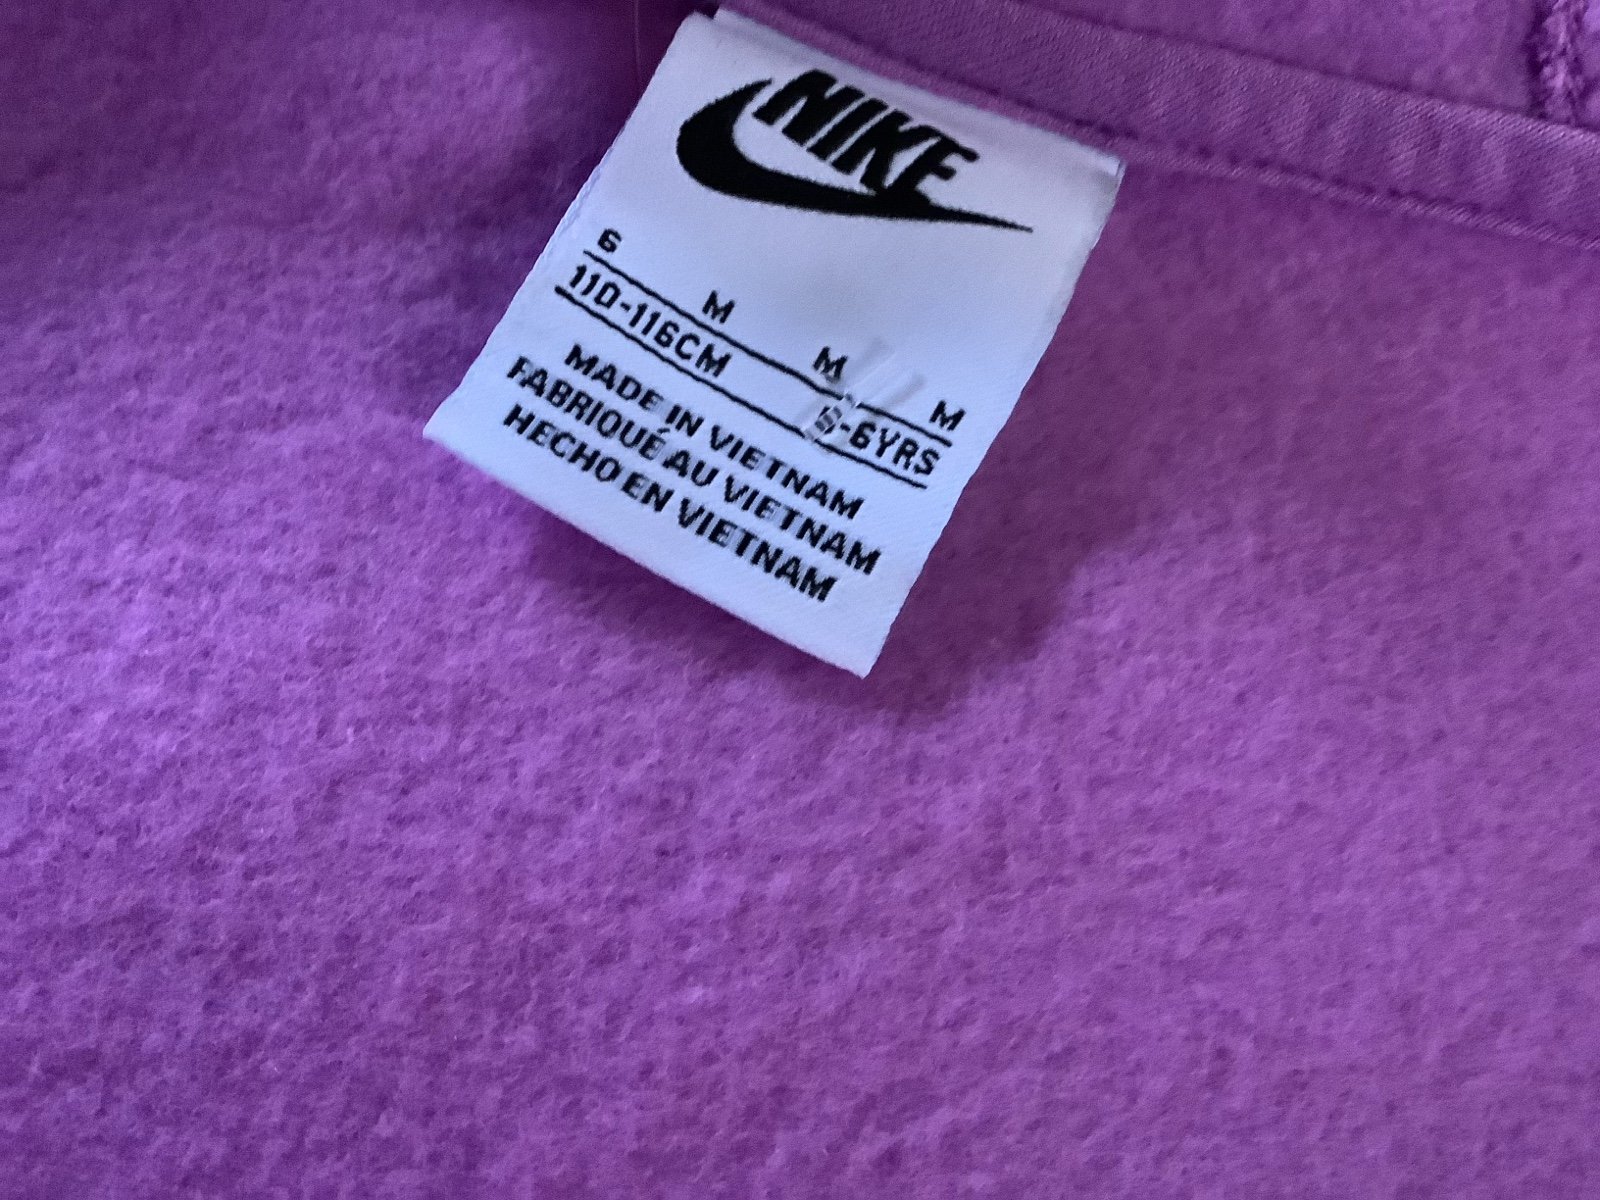 NIKE
6 M M M
110-116CM 5-6YRS
MADE IN VIETNAM
FABRIQUÉ AU VIETNAM
HECHO EN VIETNAM